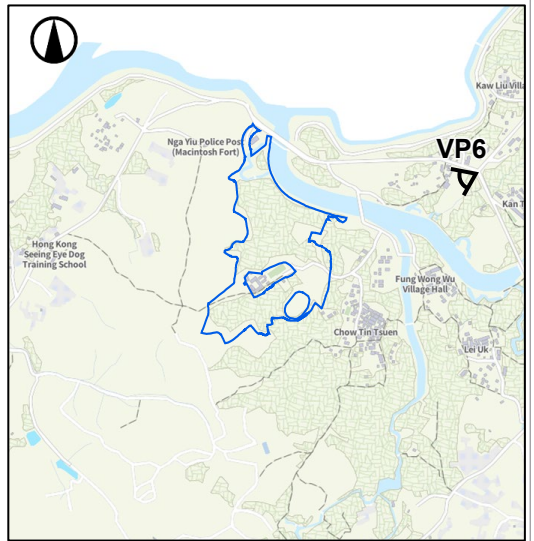 Kaw Liu Villa
VP6
Nga Yiu Police Post
(Macintosh Fort)
Kan T
Hong Kong
Seeing Eye Dog
Training School
Fung Wong Wu
Village Hall
Chow Tin Tsuen
Lei Uk